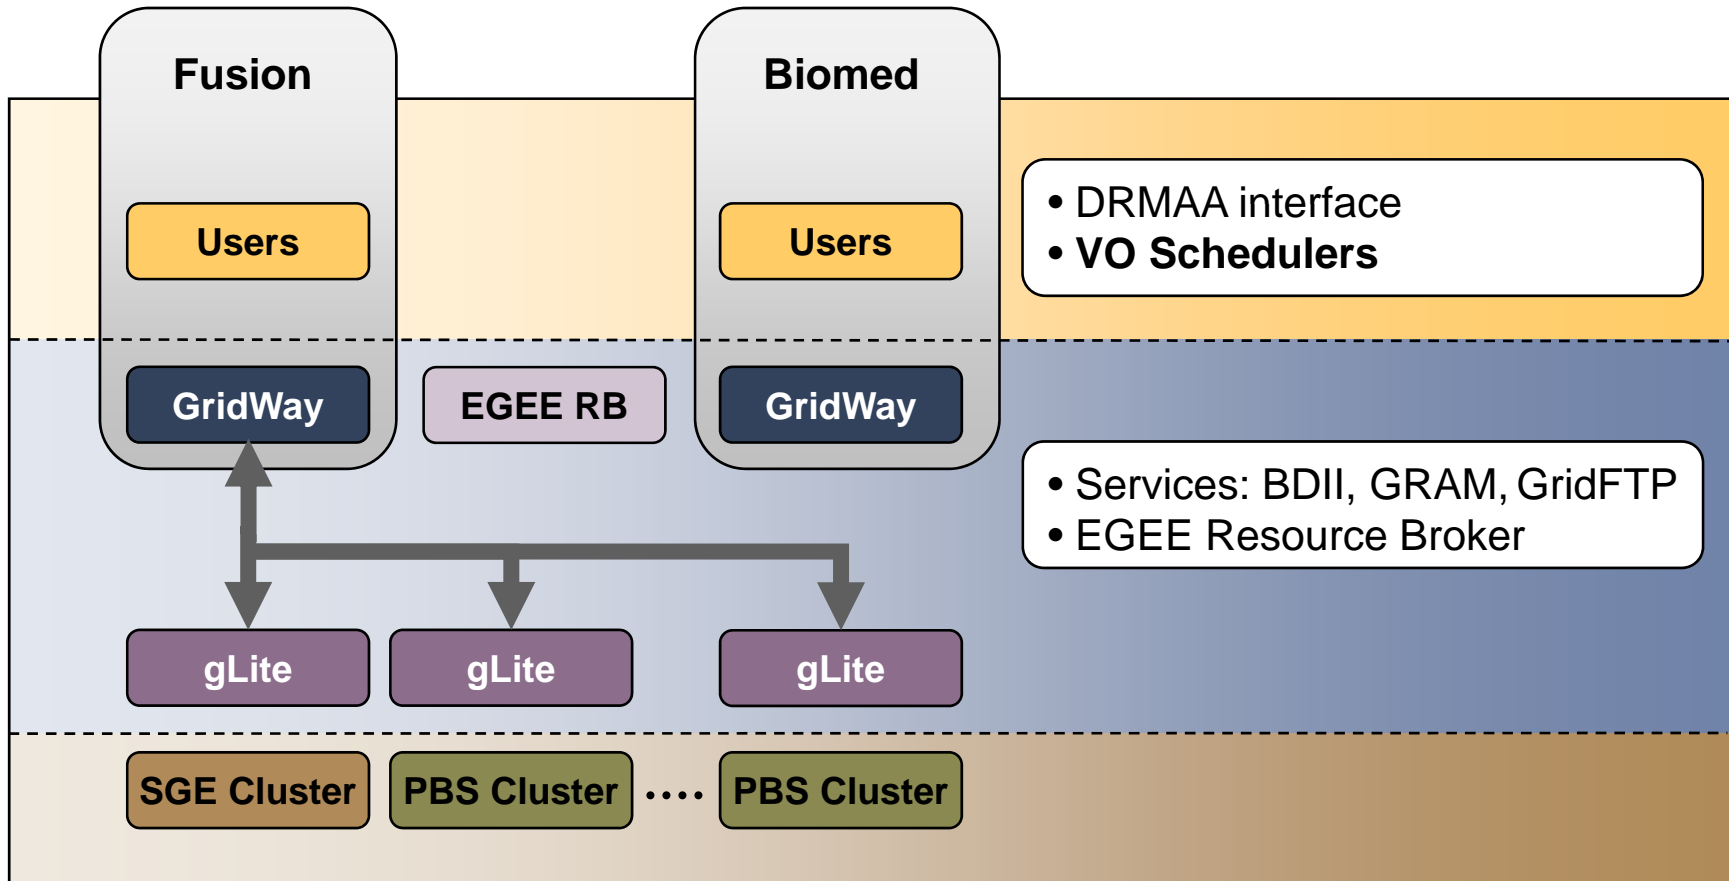 Fusion
Biomed
Users
Users
• DRMAA interface
• VO Schedulers
GridWay
EGEE RB
GridWay
• Services: BDII, GRAM, GridFTP
• EGEE Resource Broker
gLite
gLite
gLite
SGE Cluster
PBS Cluster
....
PBS Cluster